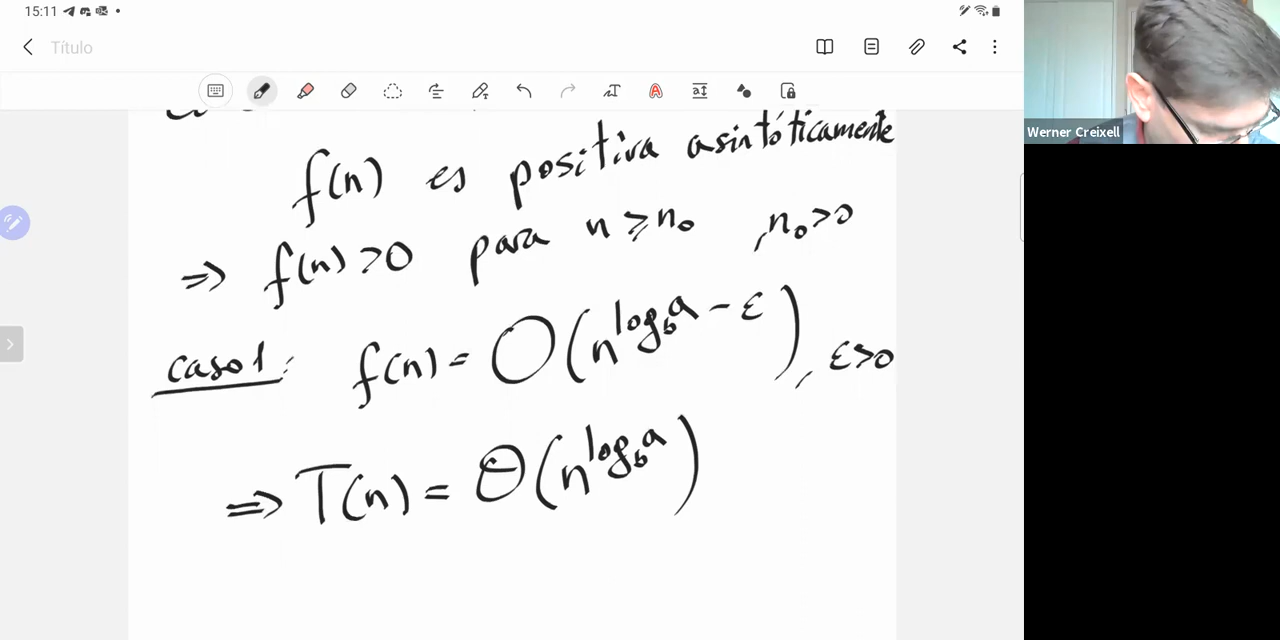 15:11
Título
Werner Creixell
f(n) es positiva asintóticamente
⇒ f(n) > 0 para n ≥ n₀ , n₀ > 0
caso 1: f(n) = O(n^{log_b a - ε}), ε > 0
⇒ T(n) = Θ(n^{log_b a})